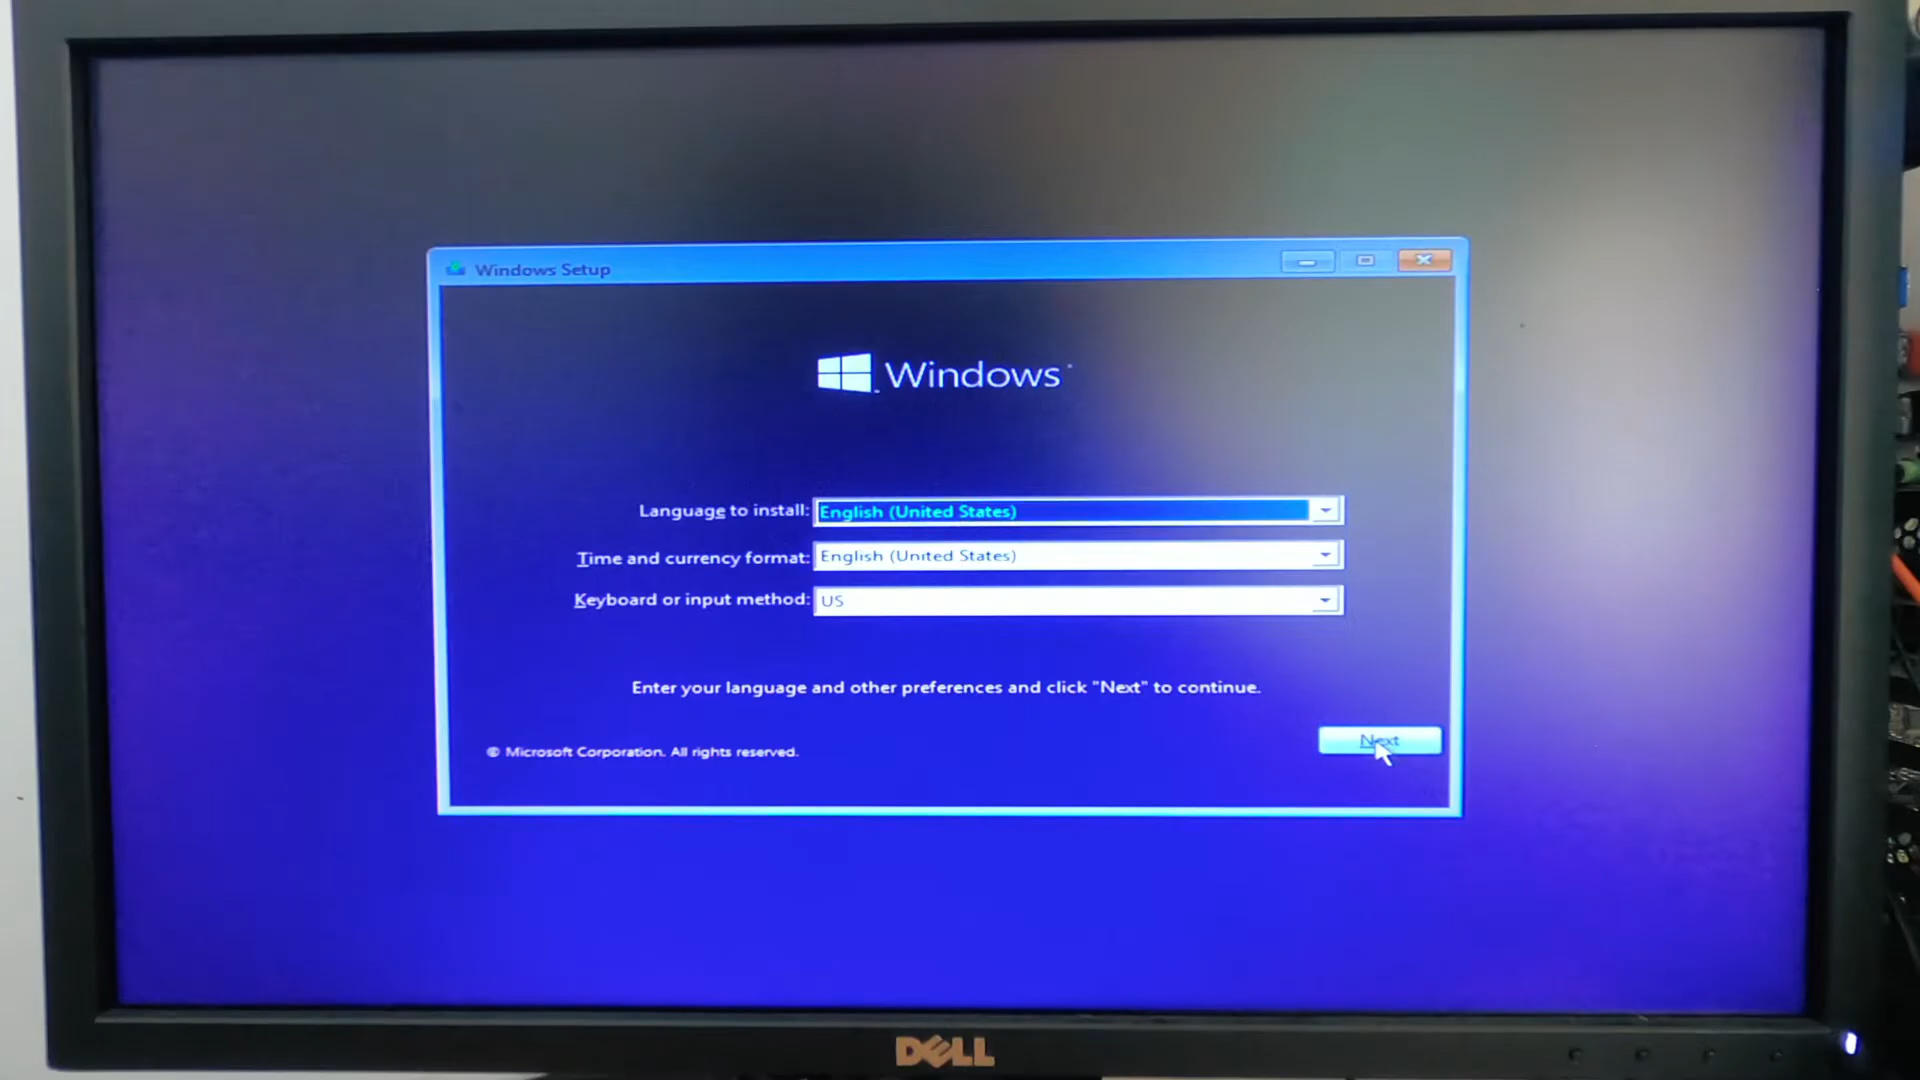 Windows Setup
Windows
Language to install: English (United States)
Time and currency format: English (United States)
Keyboard or input method: US
Enter your language and other preferences and click "Next" to continue.
Next
© Microsoft Corporation. All rights reserved.
DELL